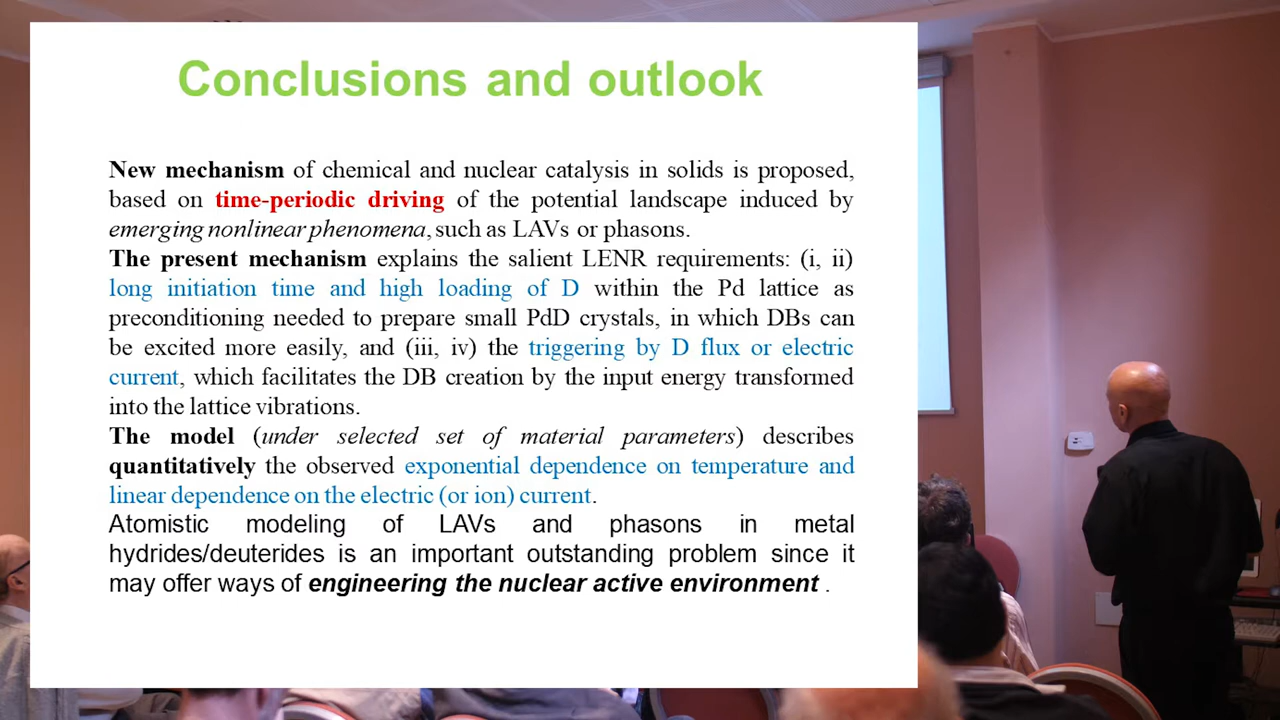 Conclusions and outlook
New mechanism of chemical and nuclear catalysis in solids is proposed,
based on time-periodic driving of the potential landscape induced by
emerging nonlinear phenomena, such as LAVs or phasons.
The present mechanism explains the salient LENR requirements: (i, ii)
long initiation time and high loading of D within the Pd lattice as
preconditioning needed to prepare small PdD crystals, in which DBs can
be excited more easily, and (iii, iv) the triggering by D flux or electric
current, which facilitates the DB creation by the input energy transformed
into the lattice vibrations.
The model (under selected set of material parameters) describes
quantitatively the observed exponential dependence on temperature and
linear dependence on the electric (or ion) current.
Atomistic modeling of LAVs and phasons in metal
hydrides/deuterides is an important outstanding problem since it
may offer ways of engineering the nuclear active environment .